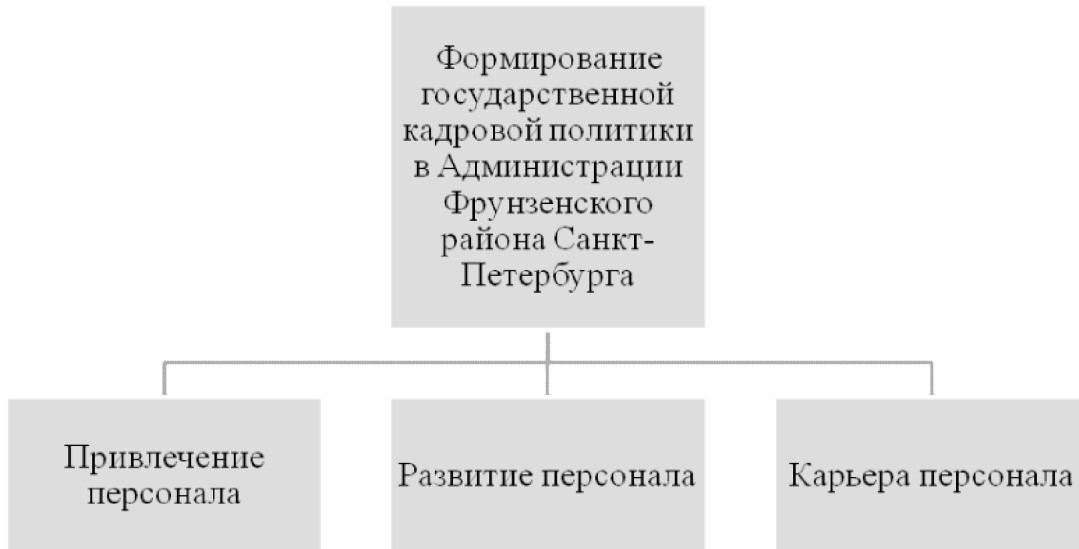 Формирование
государственной
кадровой политики
в Администрации
Фрунзенского
района Санкт-
Петербурга
Привлечение
персонала
Развитие персонала
Карьера персонала